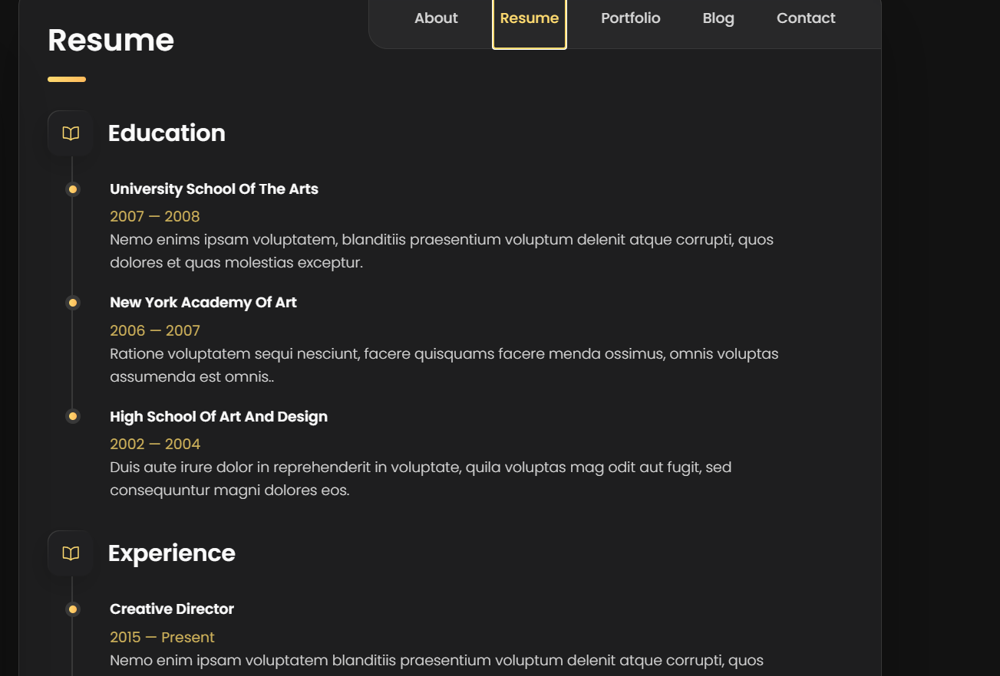 About
Resume
Portfolio
Blog
Contact
Resume
Education
University School Of The Arts
2007 — 2008
Nemo enims ipsam voluptatem, blanditiis praesentium voluptum delenit atque corrupti, quos
dolores et quas molestias exceptur.
New York Academy Of Art
2006 — 2007
Ratione voluptatem sequi nesciunt, facere quisquams facere menda ossimus, omnis voluptas
assumenda est omnis..
High School Of Art And Design
2002 — 2004
Duis aute irure dolor in reprehenderit in voluptate, quila voluptas mag odit aut fugit, sed
consequuntur magni dolores eos.
Experience
Creative Director
2015 — Present
Nemo enim ipsam voluptatem blanditiis praesentium voluptum delenit atque corrupti, quos